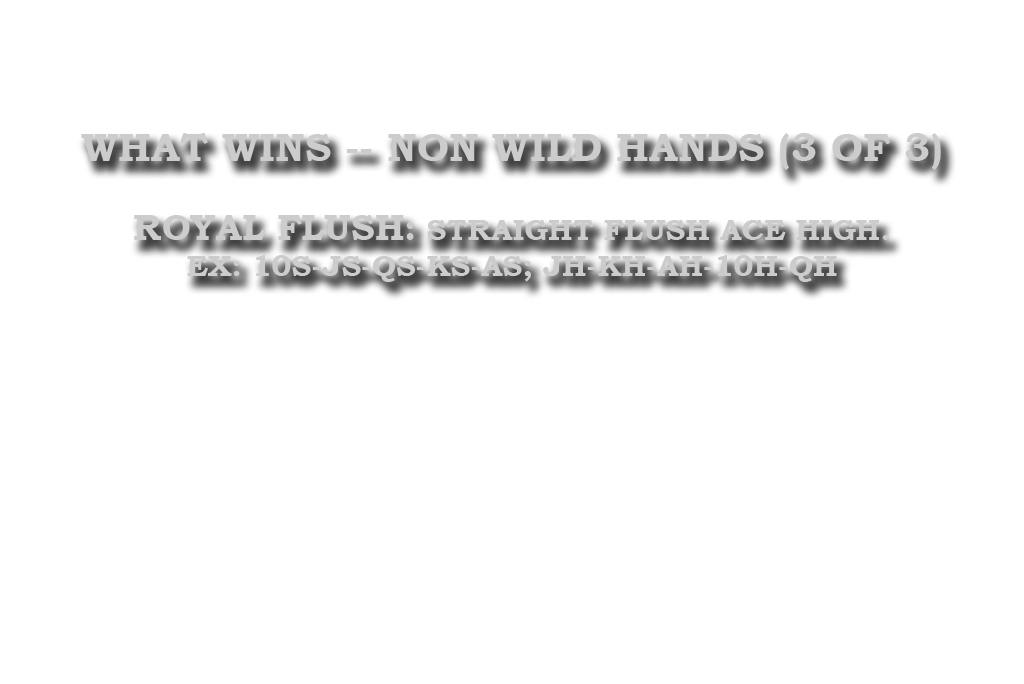 WHAT WINS -- NON WILD HANDS (3 OF 3)
ROYAL FLUSH: STRAIGHT FLUSH ACE HIGH.
EX: 10S-JS-QS-KS-AS; JH-KH-AH-10H-QH